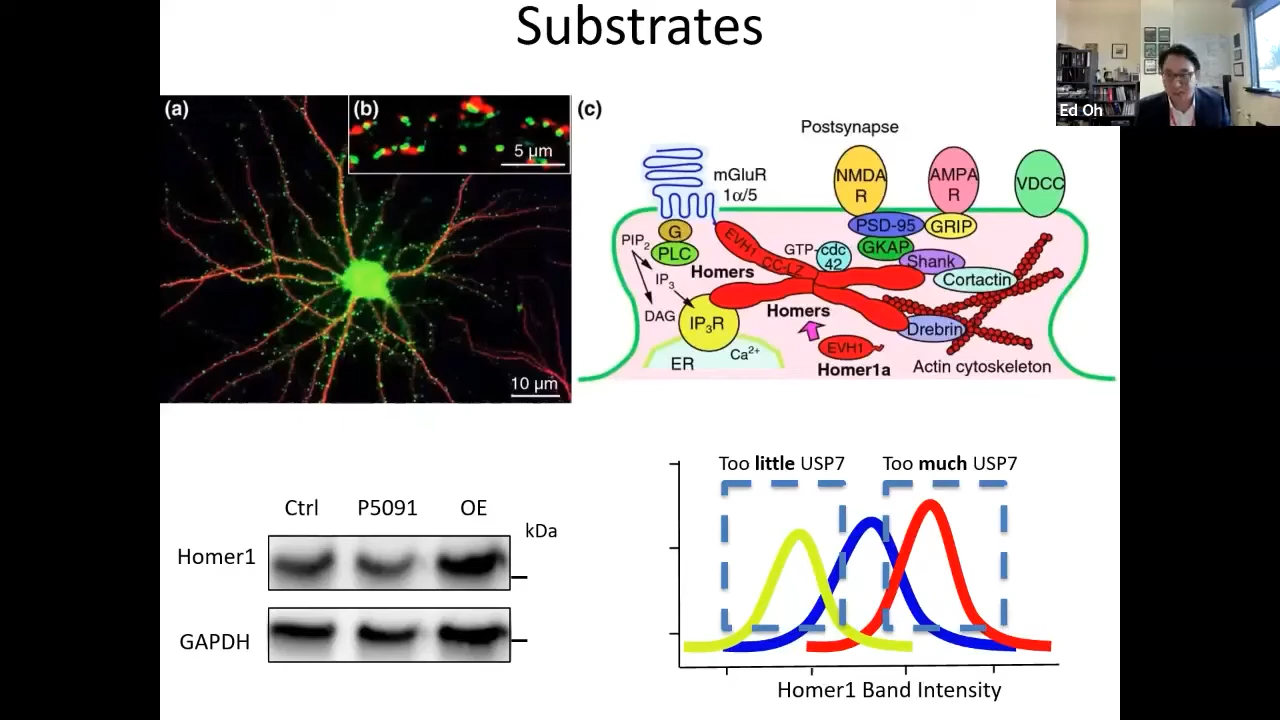 Substrates
Ed Oh
(a)
(b)
5 µm
10 µm
(c)
Postsynapse
mGluR
1α/5
NMDA
R
AMPA
R
VDCC
G
PLC
PIP2
IP3
DAG
EVH1
CC-LZ
Homers
GTP
cdc
42
PSD-95
GRIP
GKAP
Shank
Cortactin
IP3R
Homers
Drebrin
ER
Ca2+
EVH1
Homer1a
Actin cytoskeleton
Ctrl P5091 OE
kDa
Homer1
GAPDH
Too little USP7 Too much USP7
Homer1 Band Intensity